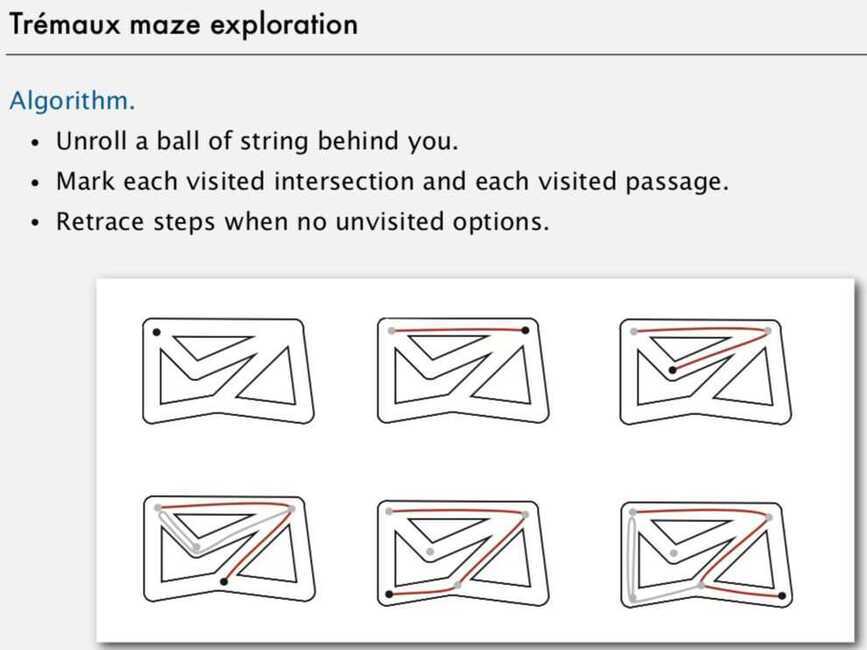 Trémaux maze exploration
Algorithm.
• Unroll a ball of string behind you.
• Mark each visited intersection and each visited passage.
• Retrace steps when no unvisited options.